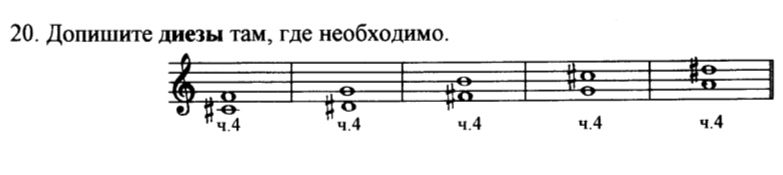 20. Допишите диезы там, где необходимо.
ч.4 ч.4 ч.4 ч.4 ч.4